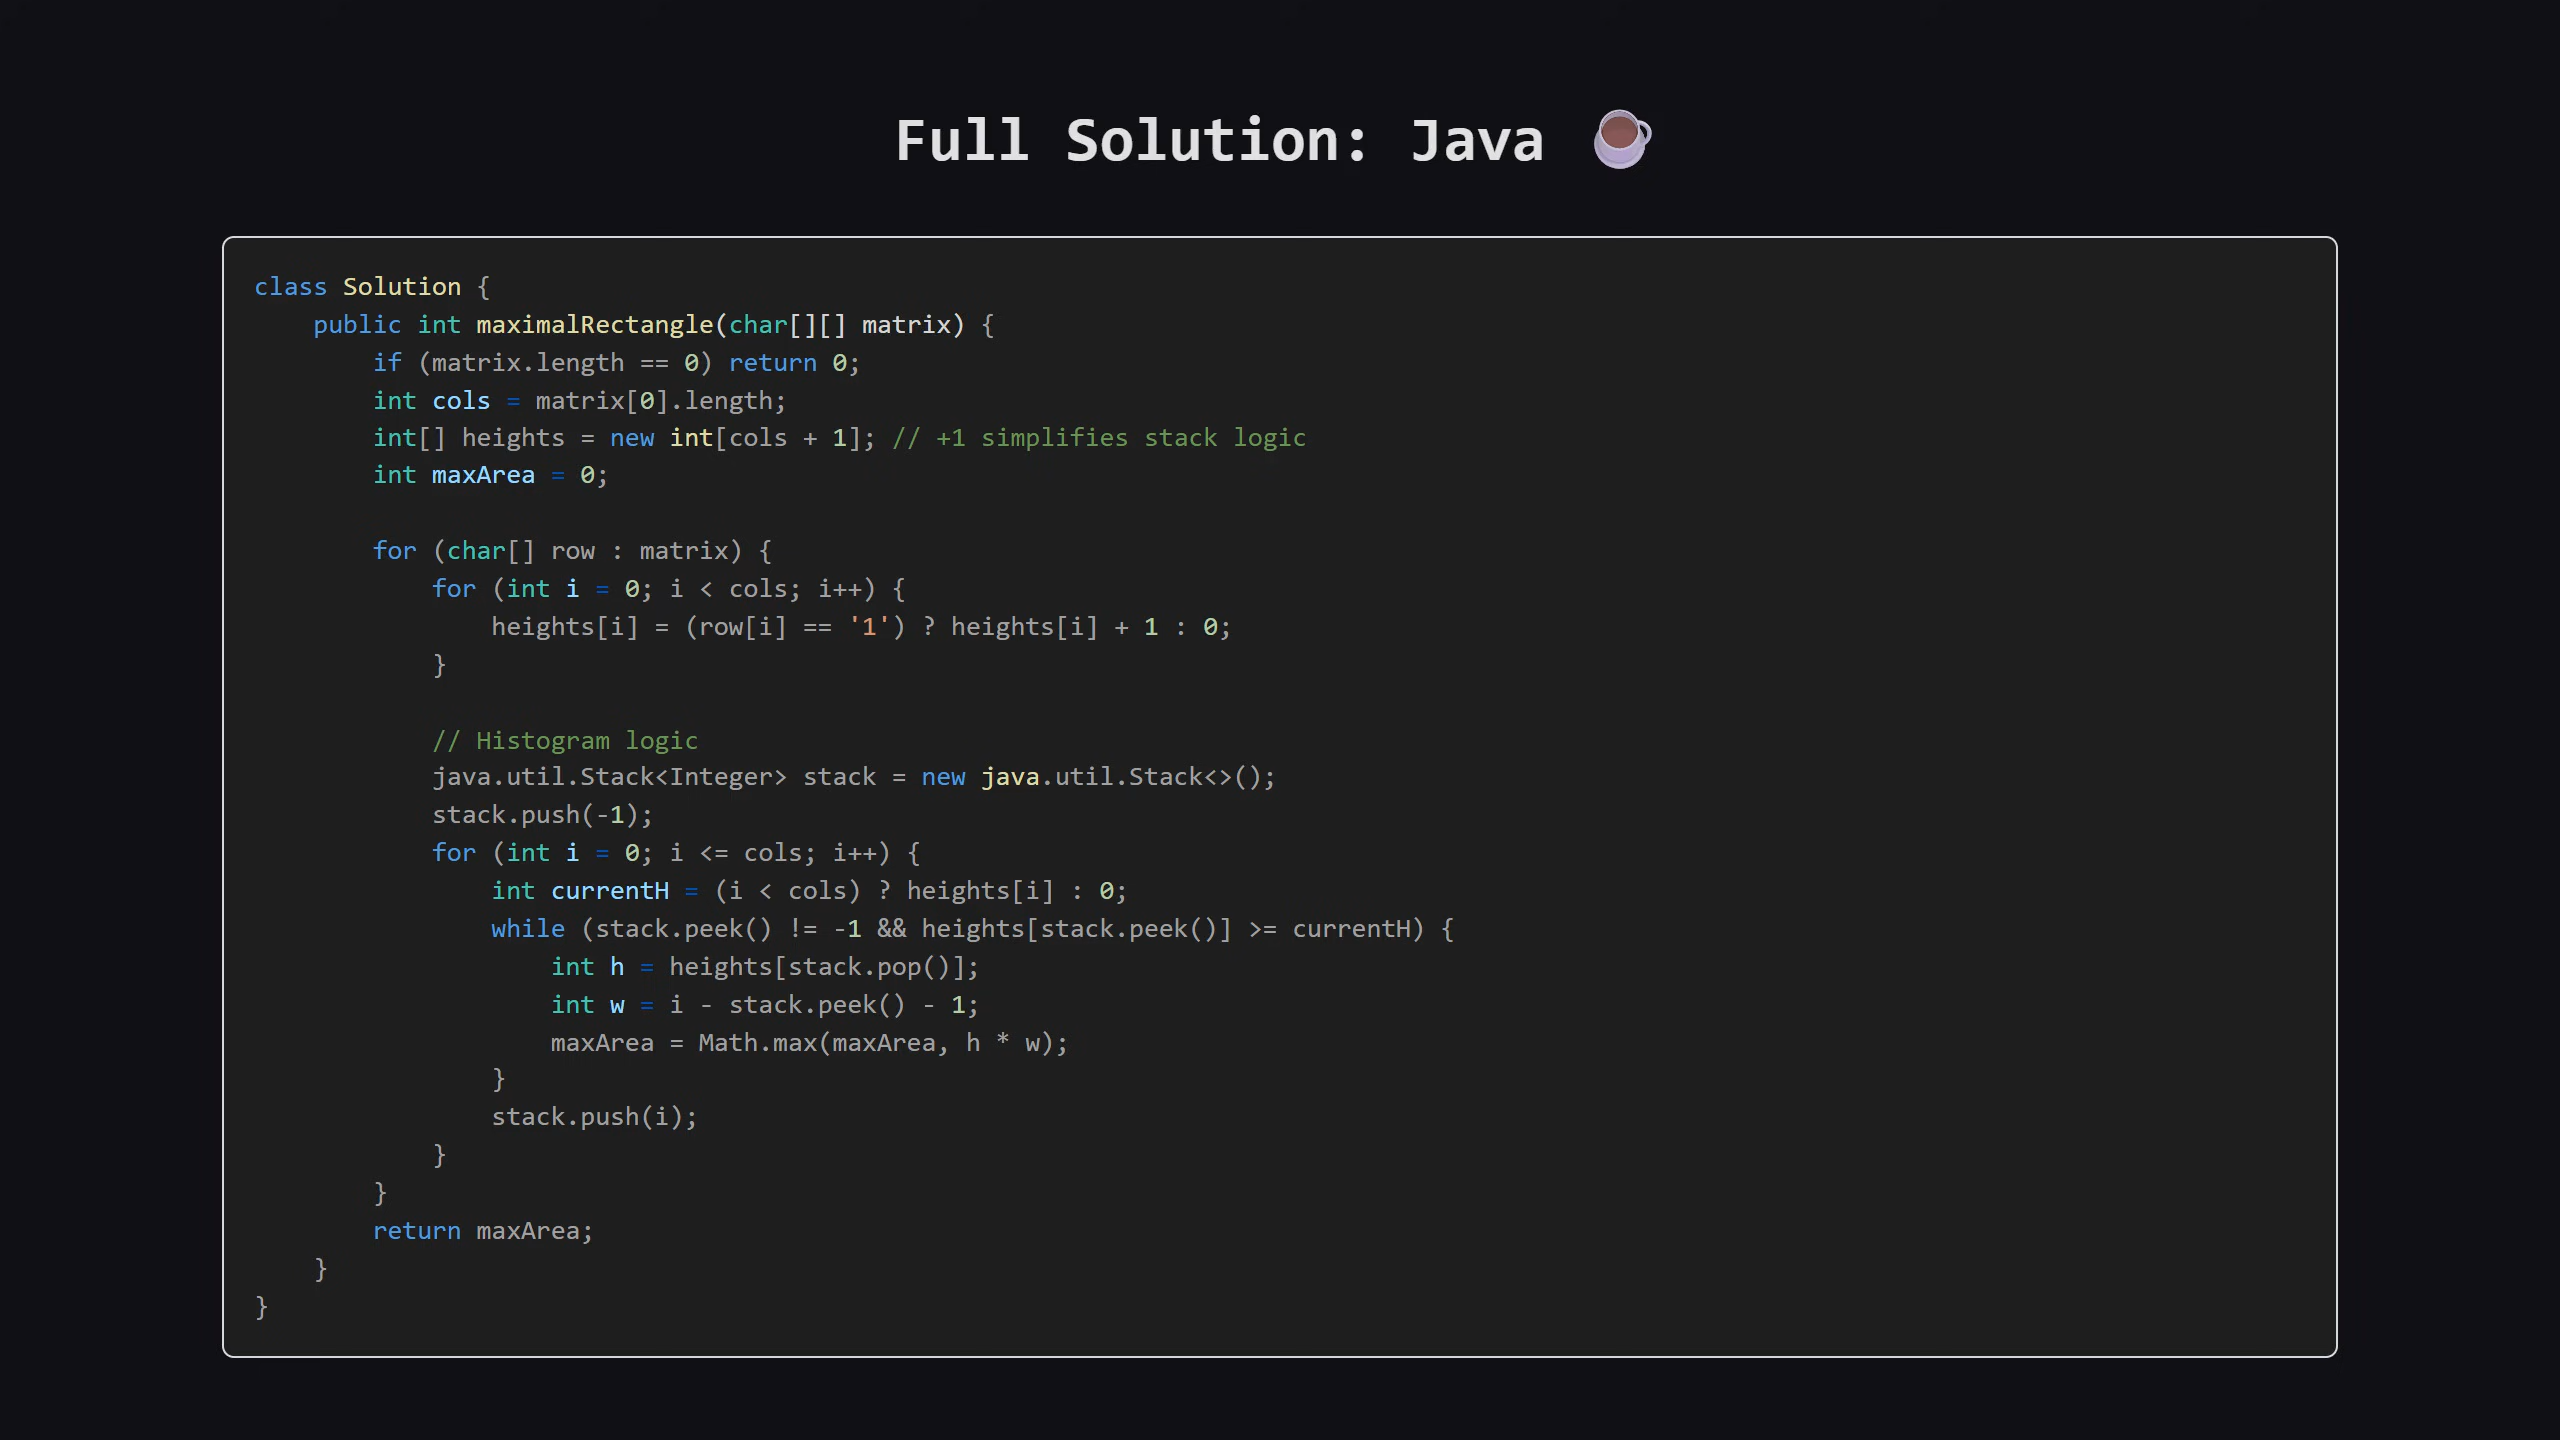 Full Solution: Java
class Solution {
    public int maximalRectangle(char[][] matrix) {
        if (matrix.length == 0) return 0;
        int cols = matrix[0].length;
        int[] heights = new int[cols + 1]; // +1 simplifies stack logic
        int maxArea = 0;
        for (char[] row : matrix) {
            for (int i = 0; i < cols; i++) {
                heights[i] = (row[i] == '1') ? heights[i] + 1 : 0;
            }
            // Histogram logic
            java.util.Stack<Integer> stack = new java.util.Stack<>();
            stack.push(-1);
            for (int i = 0; i <= cols; i++) {
                int currentH = (i < cols) ? heights[i] : 0;
                while (stack.peek() != -1 && heights[stack.peek()] >= currentH) {
                    int h = heights[stack.pop()];
                    int w = i - stack.peek() - 1;
                    maxArea = Math.max(maxArea, h * w);
                }
                stack.push(i);
            }
        }
        return maxArea;
    }
}